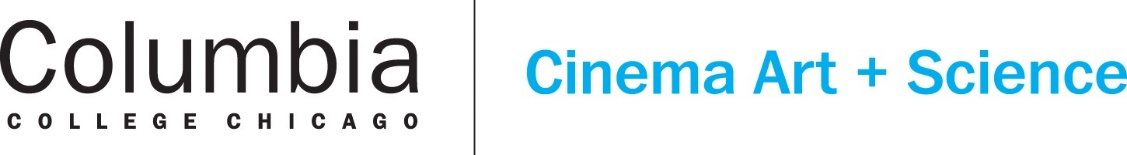 Columbia
COLLEGE CHICAGO
Cinema Art + Science